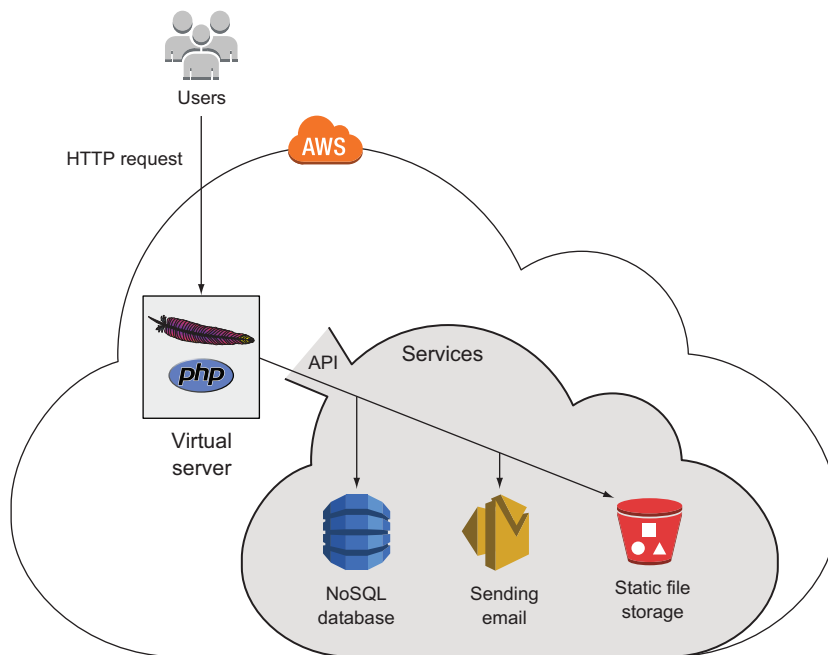 Users
AWS
HTTP request
API
Services
php
Virtual
server
NoSQL
database
Sending
email
Static file
storage